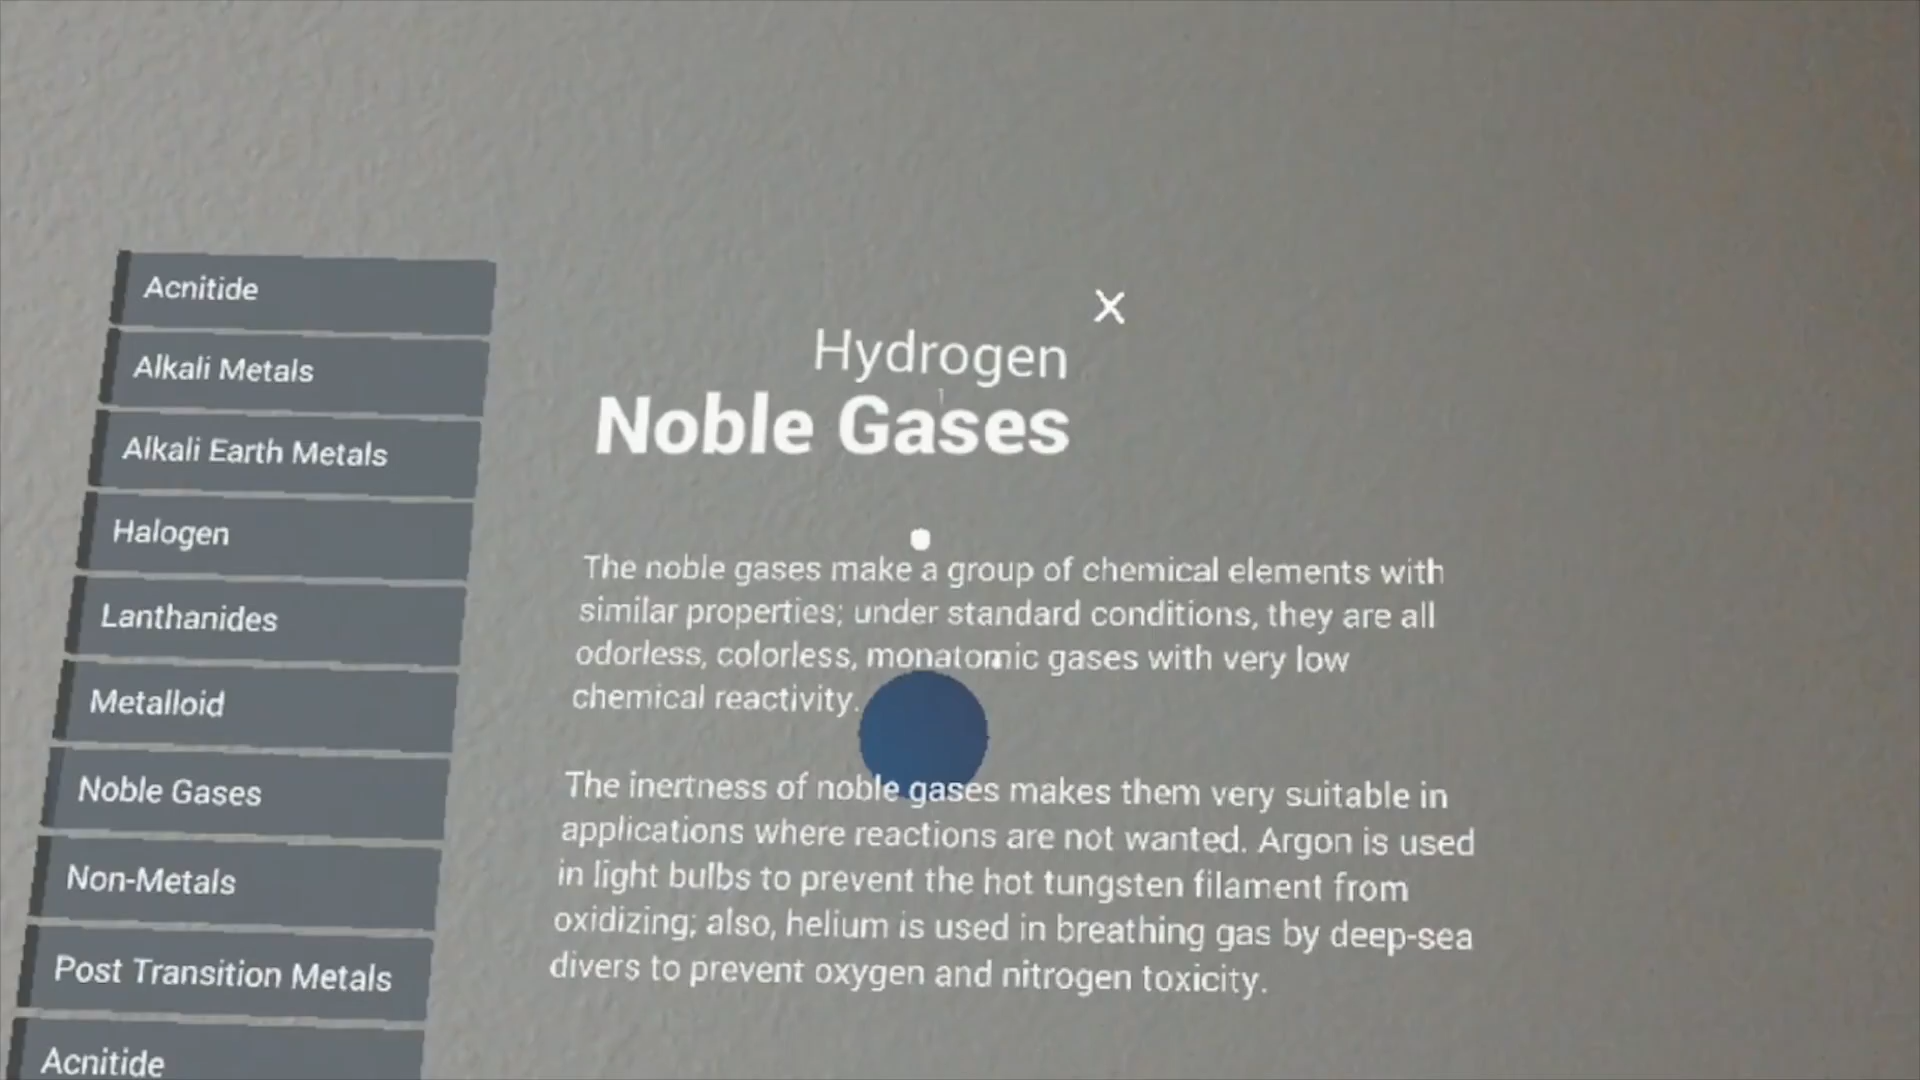 Acnitide
Alkali Metals
Alkali Earth Metals
Halogen
Lanthanides
Metalloid
Noble Gases
Non-Metals
Post Transition Metals
Acnitide
X
Hydrogen
Noble Gases
The noble gases make a group of chemical elements with
similar properties; under standard conditions, they are all
odorless, colorless, monatomic gases with very low
chemical reactivity.
The inertness of noble gases makes them very suitable in
applications where reactions are not wanted. Argon is used
in light bulbs to prevent the hot tungsten filament from
oxidizing; also, helium is used in breathing gas by deep-sea
divers to prevent oxygen and nitrogen toxicity.